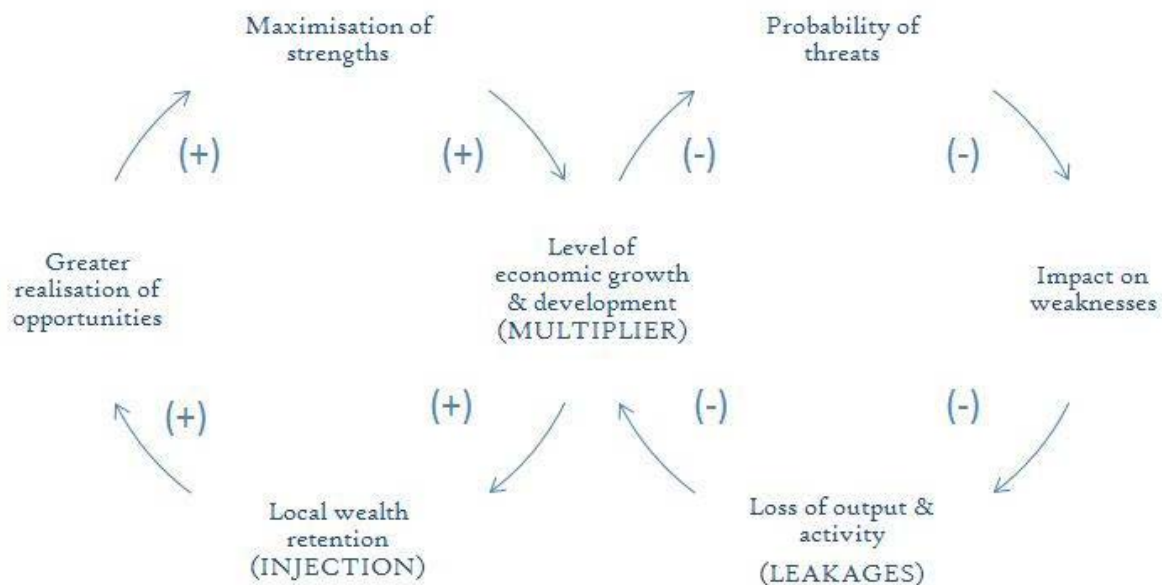 Maximisation of
strengths
Probability of
threats
(+)
(+)
(-)
(-)
Greater
realisation of
opportunities
Level of
economic growth
& development
(MULTIPLIER)
Impact on
weaknesses
(+)
(+)
(-)
(-)
Local wealth
retention
(INJECTION)
Loss of output &
activity
(LEAKAGES)